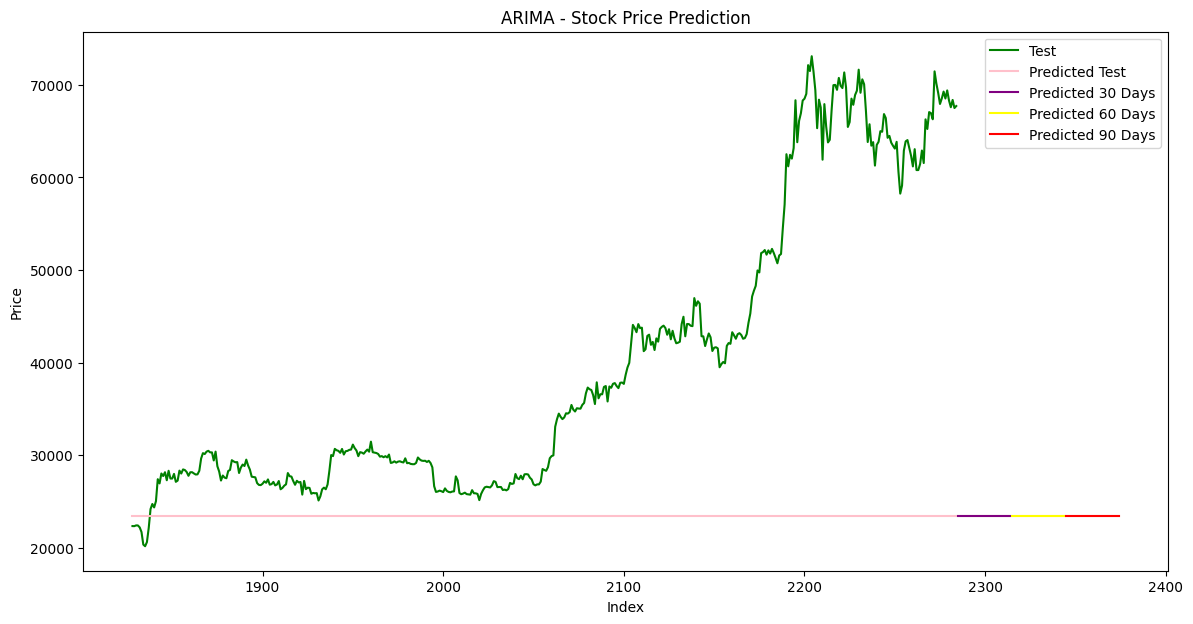 ARIMA - Stock Price Prediction
Test
Predicted Test
Predicted 30 Days
Predicted 60 Days
Predicted 90 Days
70000
60000
50000
40000
30000
20000
Price
1900
2000
2100
2200
2300
2400
Index